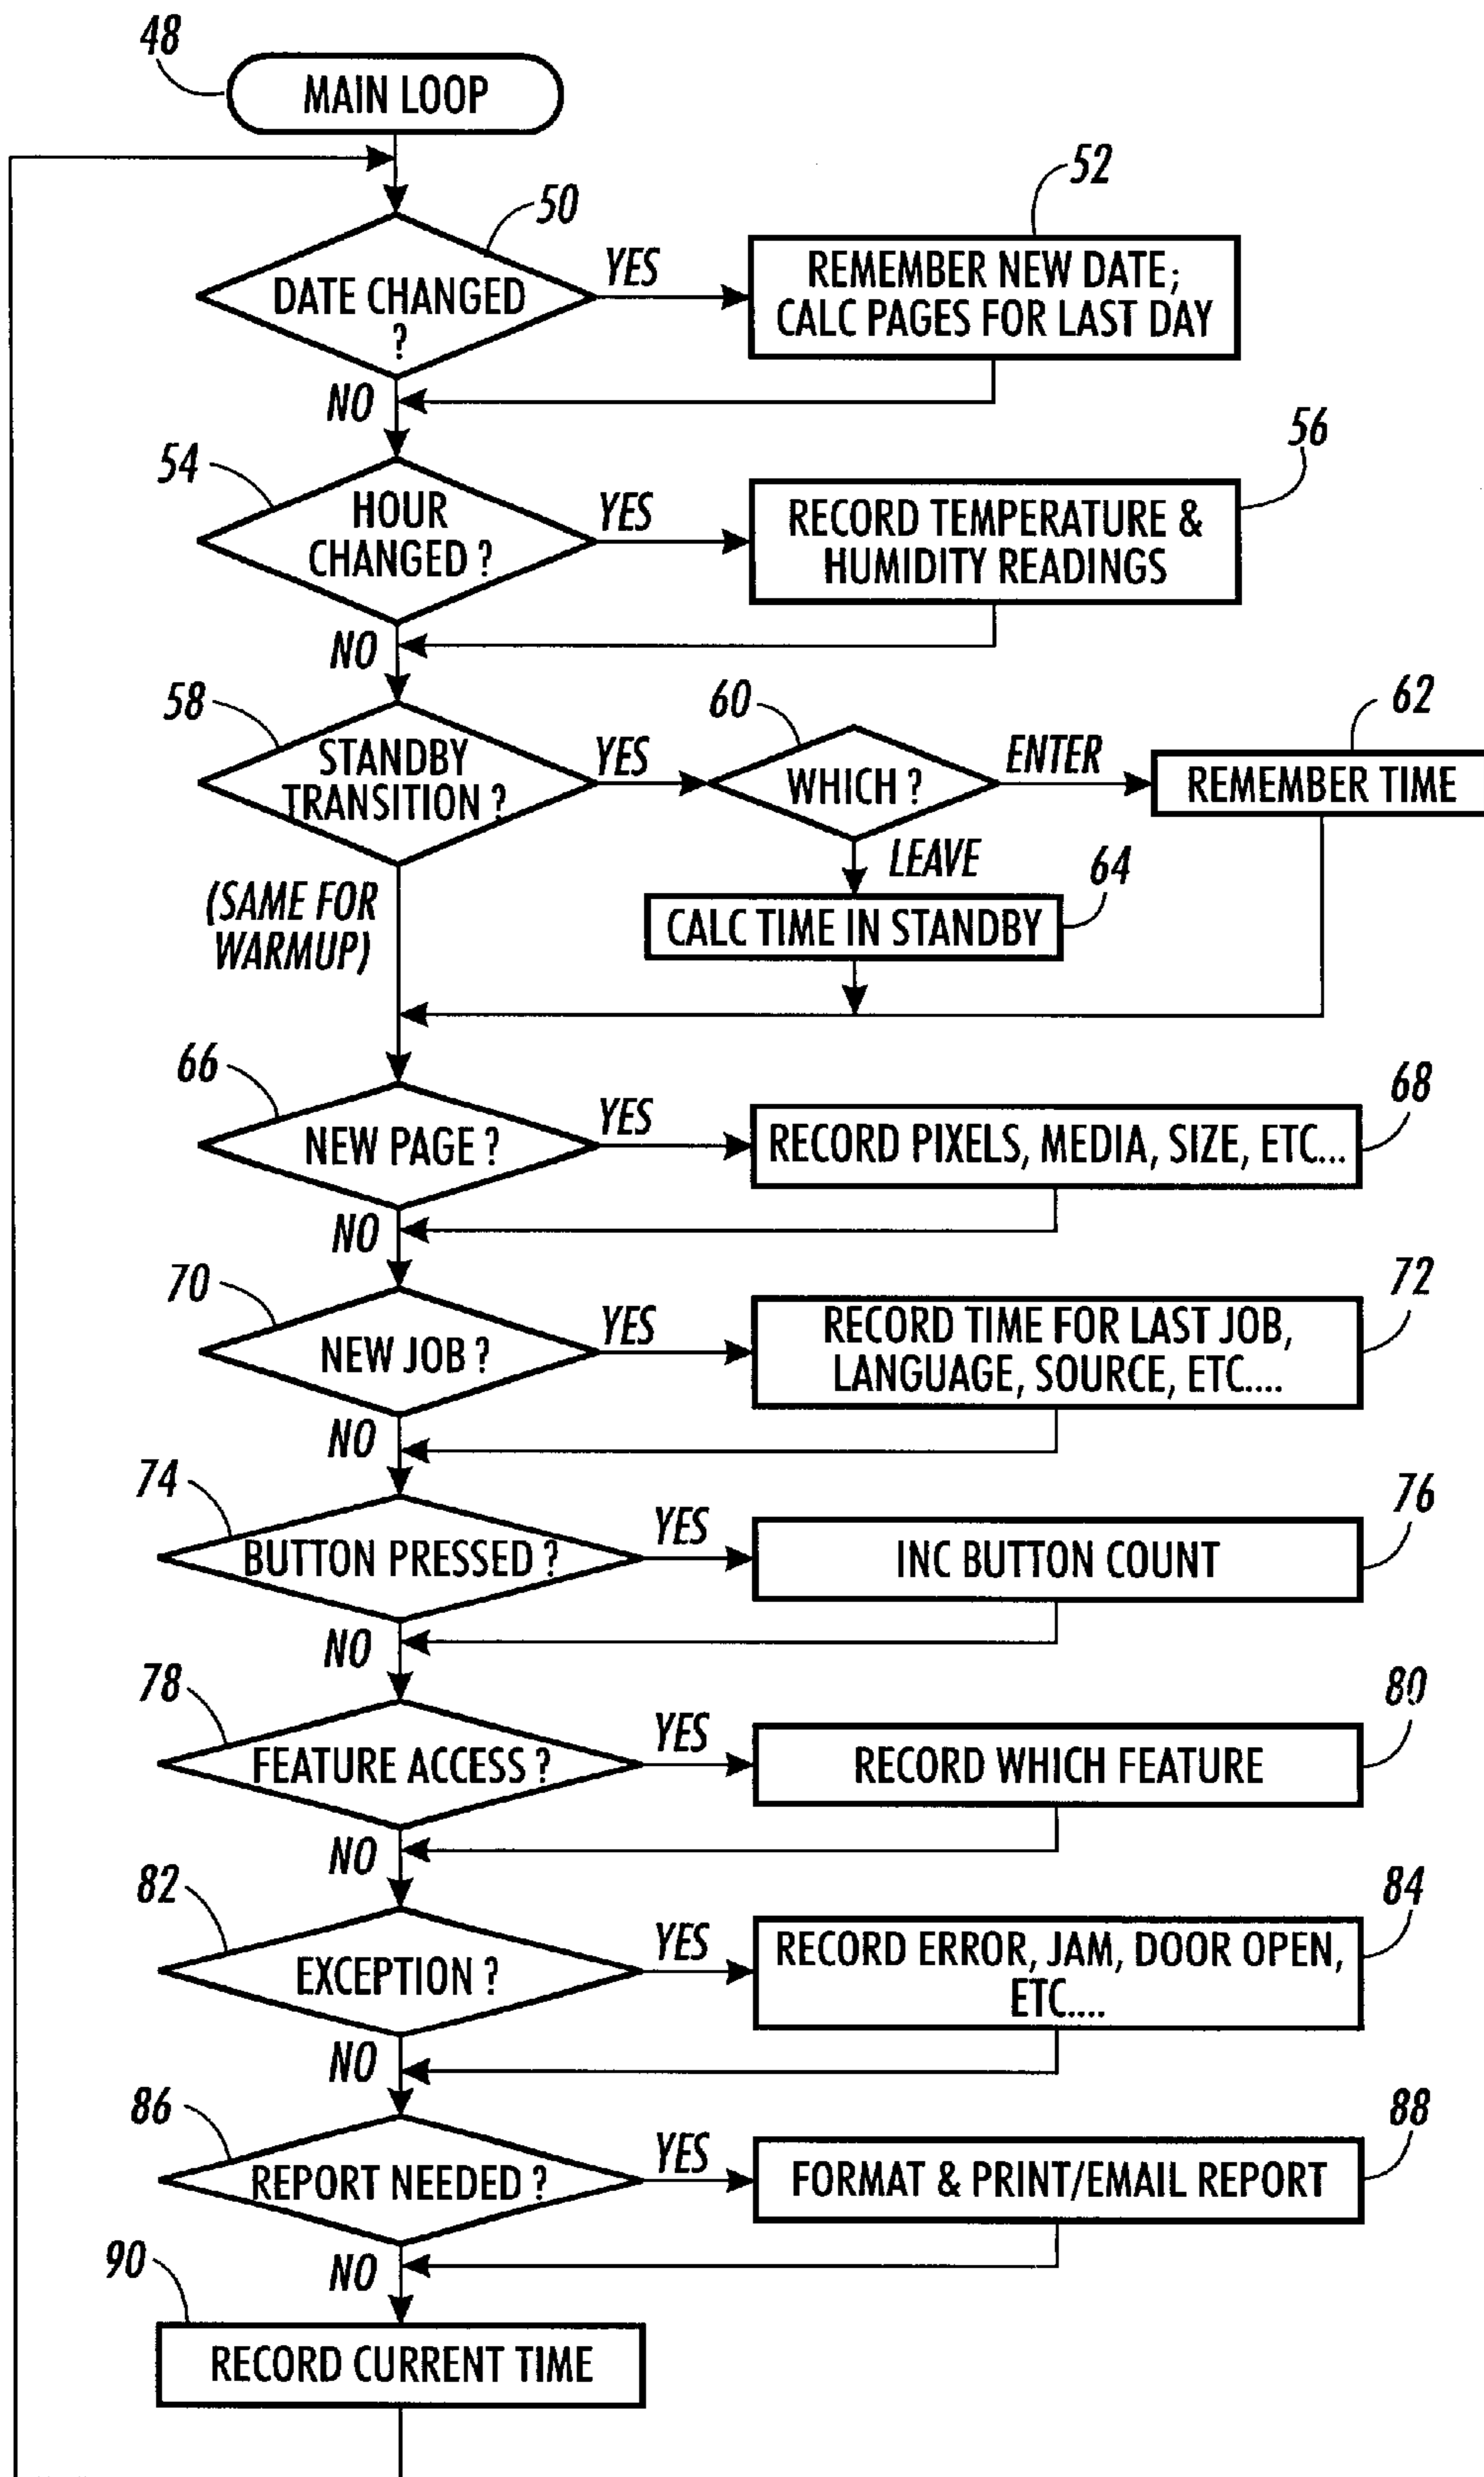 48
MAIN LOOP
50
52
DATE CHANGED
?
YES
REMEMBER NEW DATE;
CALC PAGES FOR LAST DAY
NO
54
56
HOUR
CHANGED ?
YES
RECORD TEMPERATURE &
HUMIDITY READINGS
NO
58
60
62
STANDBY
TRANSITION ?
YES
WHICH ?
ENTER
REMEMBER TIME
LEAVE
64
(SAME FOR
WARMUP)
CALC TIME IN STANDBY
66
68
NEW PAGE ?
YES
RECORD PIXELS, MEDIA, SIZE, ETC...
NO
70
72
NEW JOB ?
YES
RECORD TIME FOR LAST JOB,
LANGUAGE, SOURCE, ETC....
NO
74
76
BUTTON PRESSED ?
YES
INC BUTTON COUNT
NO
78
80
FEATURE ACCESS ?
YES
RECORD WHICH FEATURE
NO
82
84
EXCEPTION ?
YES
RECORD ERROR, JAM, DOOR OPEN,
ETC....
NO
86
88
REPORT NEEDED ?
YES
FORMAT & PRINT/EMAIL REPORT
NO
90
RECORD CURRENT TIME